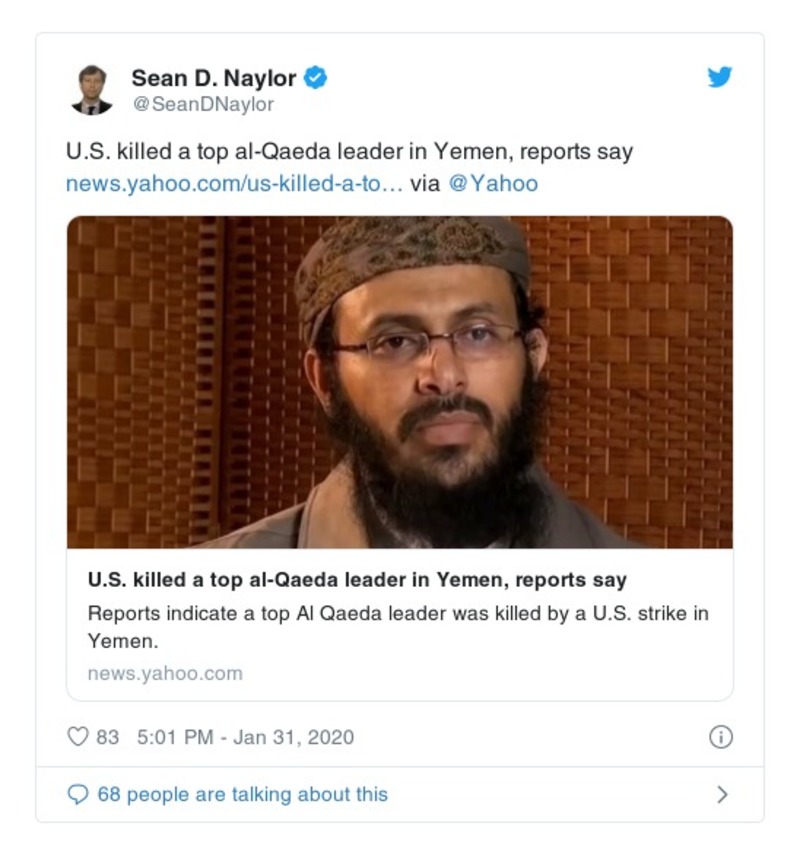 Sean D. Naylor
@SeanDNaylor
U.S. killed a top al-Qaeda leader in Yemen, reports say
news.yahoo.com/us-killed-a-to… via @Yahoo
U.S. killed a top al-Qaeda leader in Yemen, reports say
Reports indicate a top Al Qaeda leader was killed by a U.S. strike in
Yemen.
news.yahoo.com
83 5:01 PM - Jan 31, 2020
68 people are talking about this